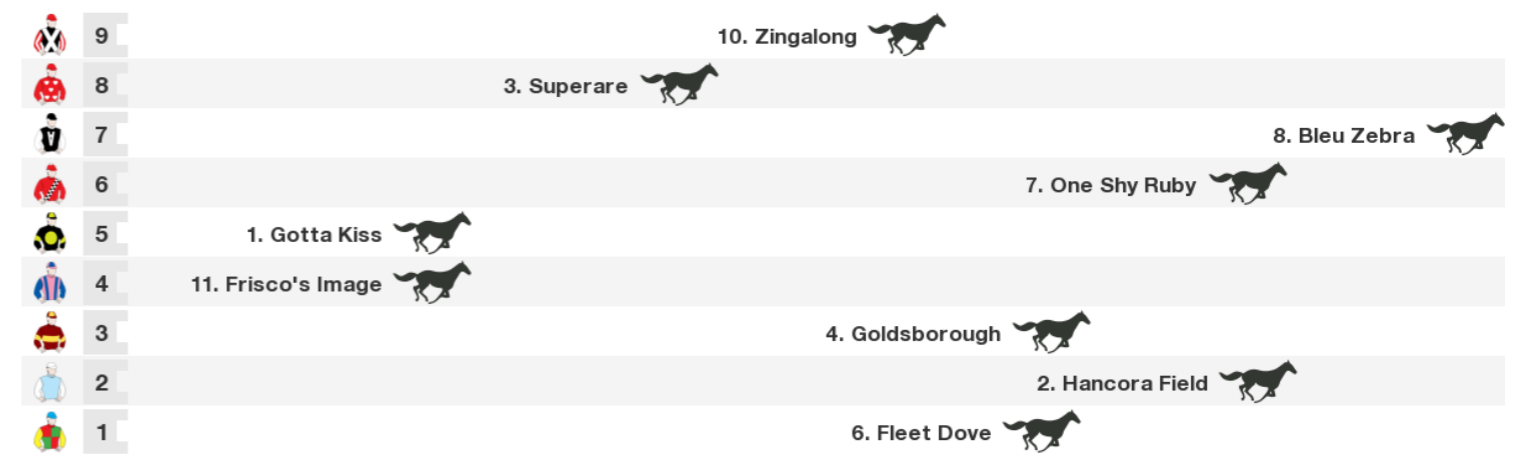 9 10. Zingalong
8 3. Superare
7 8. Bleu Zebra
6 7. One Shy Ruby
5 1. Gotta Kiss
4 11. Frisco's Image
3 4. Goldsborough
2 2. Hancora Field
1 6. Fleet Dove